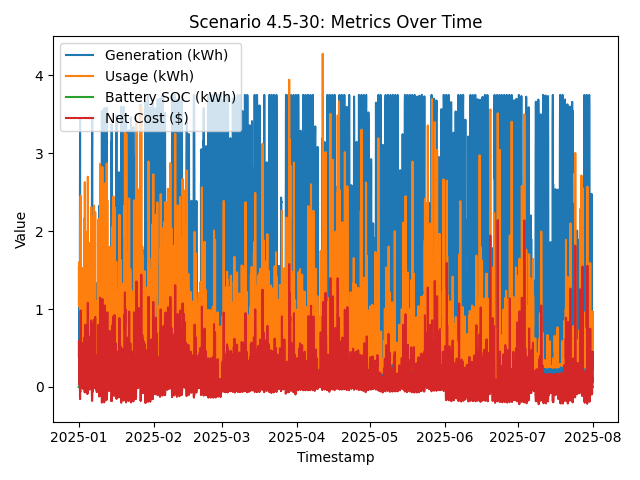 Scenario 4.5-30: Metrics Over Time
Generation (kWh)
Usage (kWh)
Battery SOC (kWh)
Net Cost ($)
Value
4
3
2
1
0
2025-01 2025-02 2025-03 2025-04 2025-05 2025-06 2025-07 2025-08
Timestamp